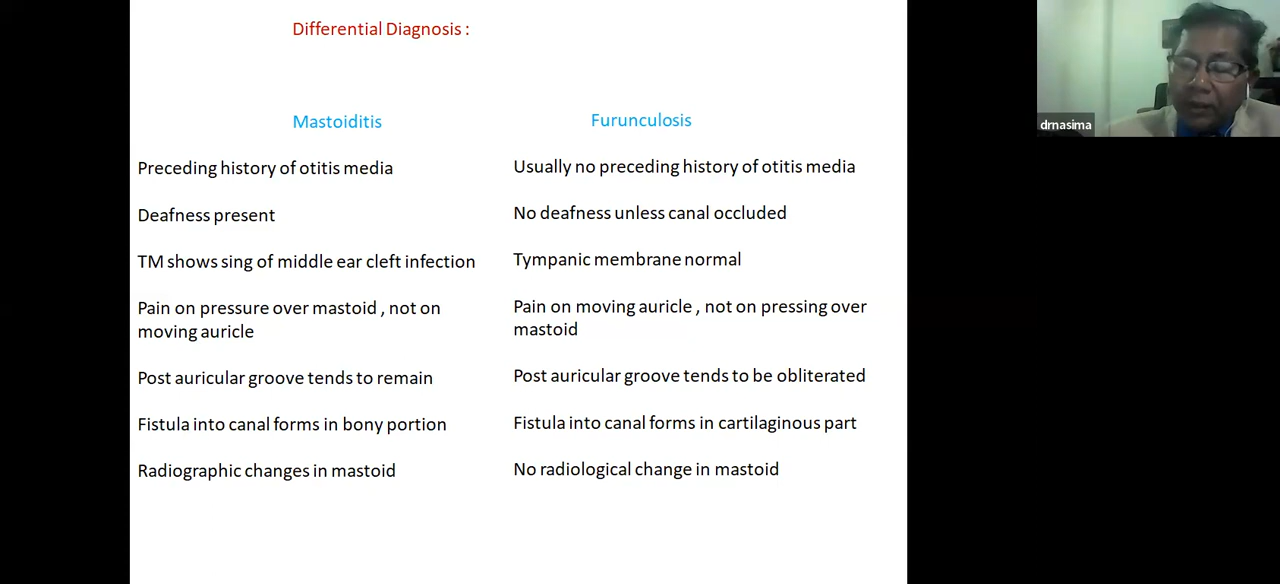 Differential Diagnosis :
Mastoiditis
Furunculosis
Preceding history of otitis media
Usually no preceding history of otitis media
Deafness present
No deafness unless canal occluded
TM shows sing of middle ear cleft infection
Tympanic membrane normal
Pain on pressure over mastoid , not on
moving auricle
Pain on moving auricle , not on pressing over
mastoid
Post auricular groove tends to remain
Post auricular groove tends to be obliterated
Fistula into canal forms in bony portion
Fistula into canal forms in cartilaginous part
Radiographic changes in mastoid
No radiological change in mastoid
drnasima